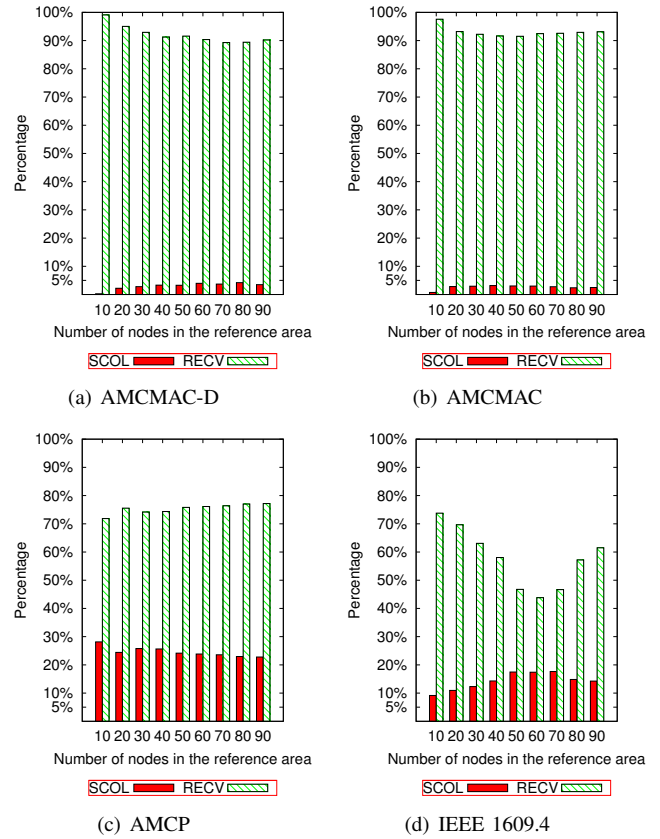 100%
90%
80%
70%
60%
50%
40%
30%
20%
10%
5%
Percentage
10 20 30 40 50 60 70 80 90
Number of nodes in the reference area
SCOL RECV
(a) AMCMAC-D
100%
90%
80%
70%
60%
50%
40%
30%
20%
10%
5%
Percentage
10 20 30 40 50 60 70 80 90
Number of nodes in the reference area
SCOL RECV
(b) AMCMAC
100%
90%
80%
70%
60%
50%
40%
30%
20%
10%
5%
Percentage
10 20 30 40 50 60 70 80 90
Number of nodes in the reference area
SCOL RECV
(c) AMCP
100%
90%
80%
70%
60%
50%
40%
30%
20%
10%
5%
Percentage
10 20 30 40 50 60 70 80 90
Number of nodes in the reference area
SCOL RECV
(d) IEEE 1609.4